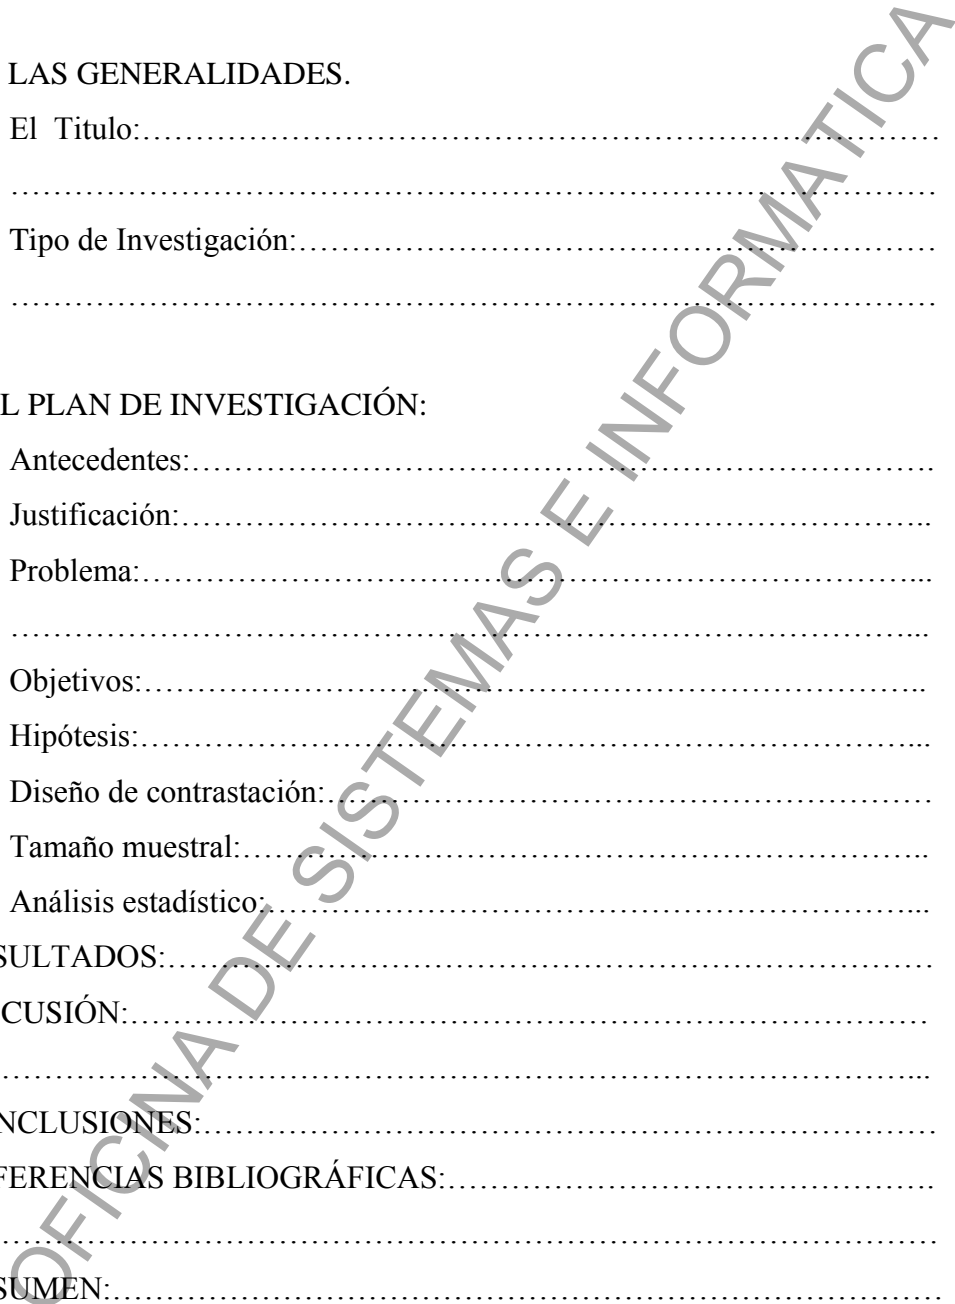 LAS GENERALIDADES.
El Titulo:……………………………………………………………………
………………………………………………………………………………
Tipo de Investigación:………………………………………………………
………………………………………………………………………………
L PLAN DE INVESTIGACIÓN:
Antecedentes:……………………………………………………………….
Justificación:………………………………………………………………..
Problema:…………………………………………………………………...
……………………………………………………………………………...
Objetivos:…………………………………………………………………..
Hipótesis:…………………………………………………………………...
Diseño de contrastación:……………………………………………………
Tamaño muestral:…………………………………………………………..
Análisis estadístico:………………………………………………………...
SULTADOS:…………………………………………………………………
CUSIÓN:……………………………………………………………………
………………………………………………………………………………...
NCLUSIONES:………………………………………………………………
FERENCIAS BIBLIOGRÁFICAS:……………………………………….
…………………………………………………………………………………
SUMEN:………………………………………………………………………
OFICINA DE SISTEMAS E INFORMATICA